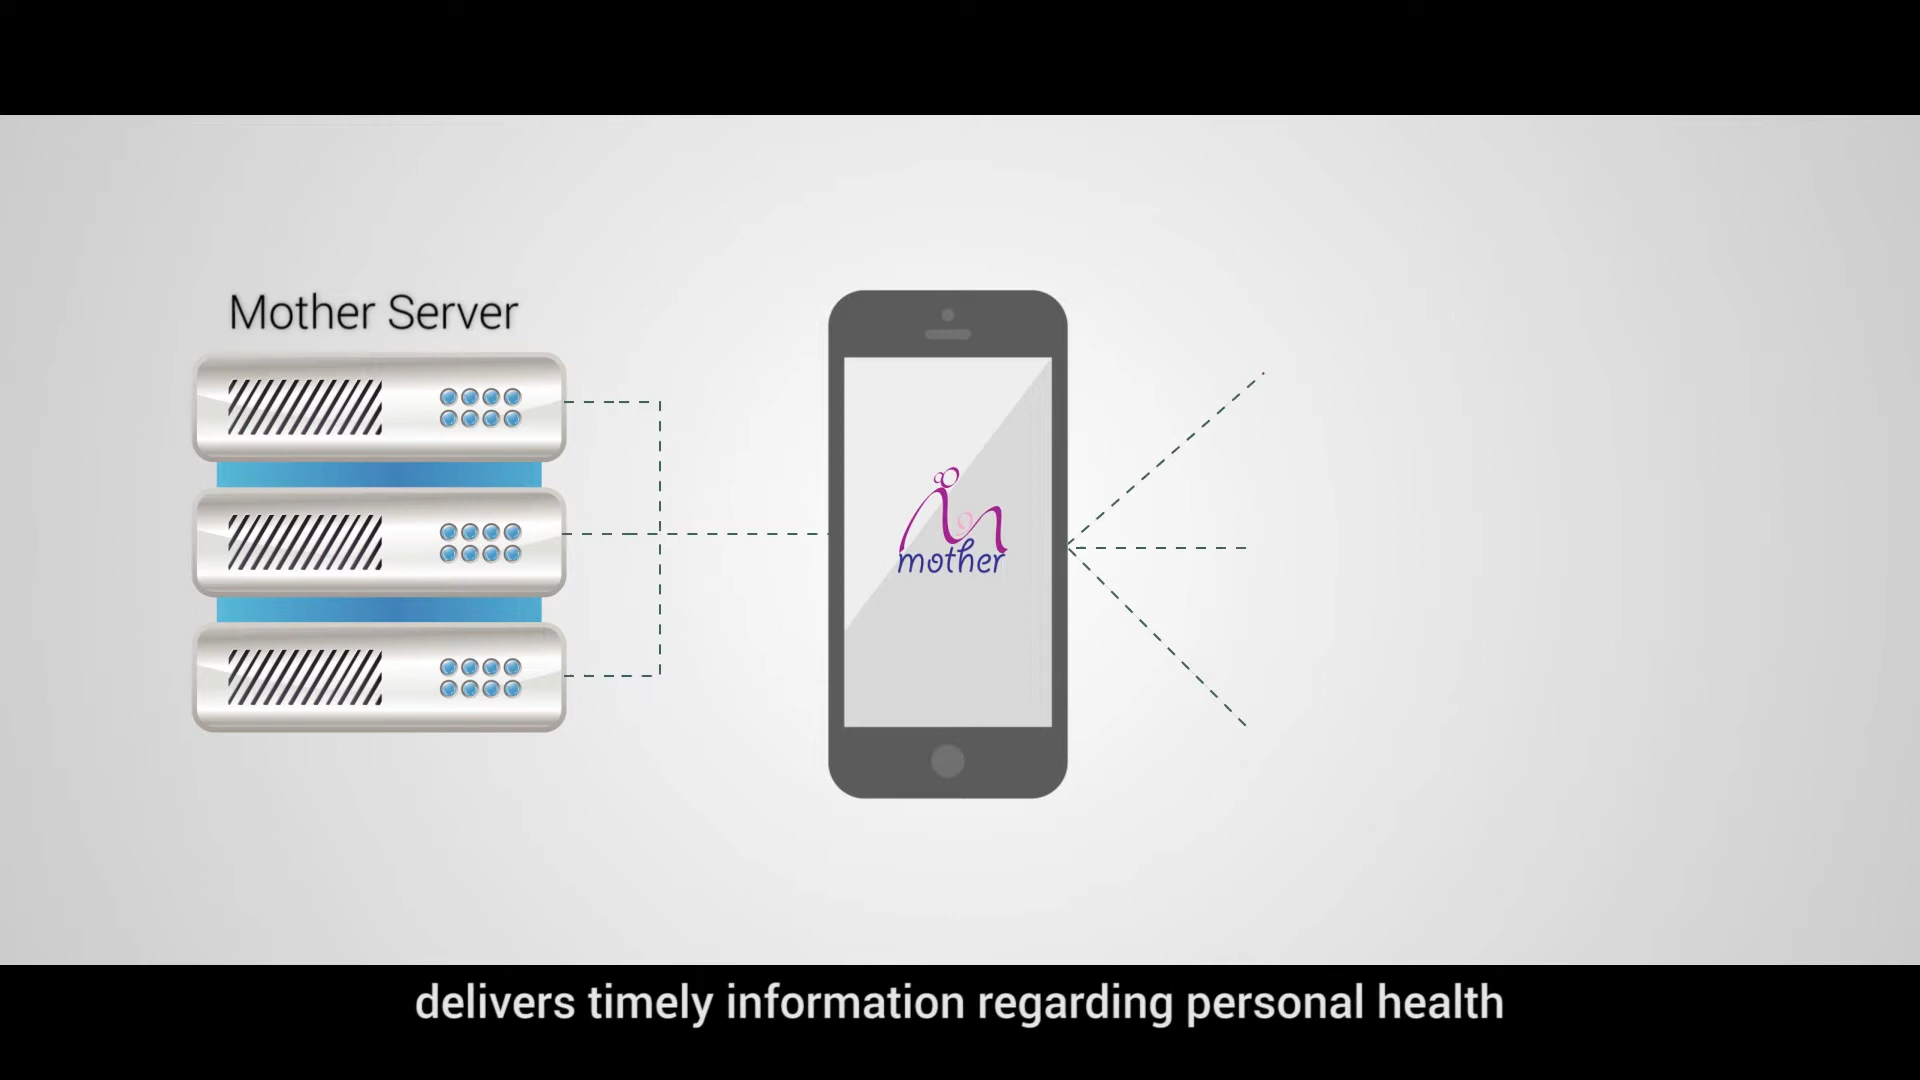 Mother Server
mother
delivers timely information regarding personal health